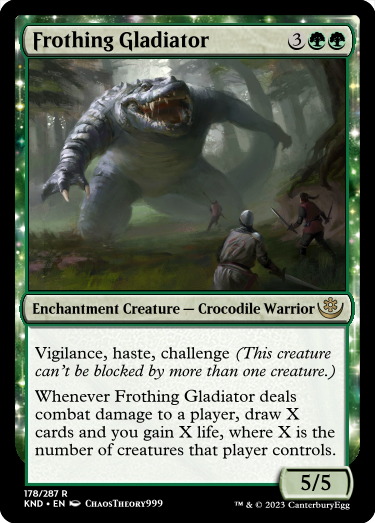 Frothing Gladiator 3
Enchantment Creature — Crocodile Warrior
Vigilance, haste, challenge (This creature
can't be blocked by more than one creature.)
Whenever Frothing Gladiator deals
combat damage to a player, draw X
cards and you gain X life, where X is the
number of creatures that player controls.
5/5
178/287 R
KND • EN ChaosTheory999
™ & © 2023 CanterburyEgg